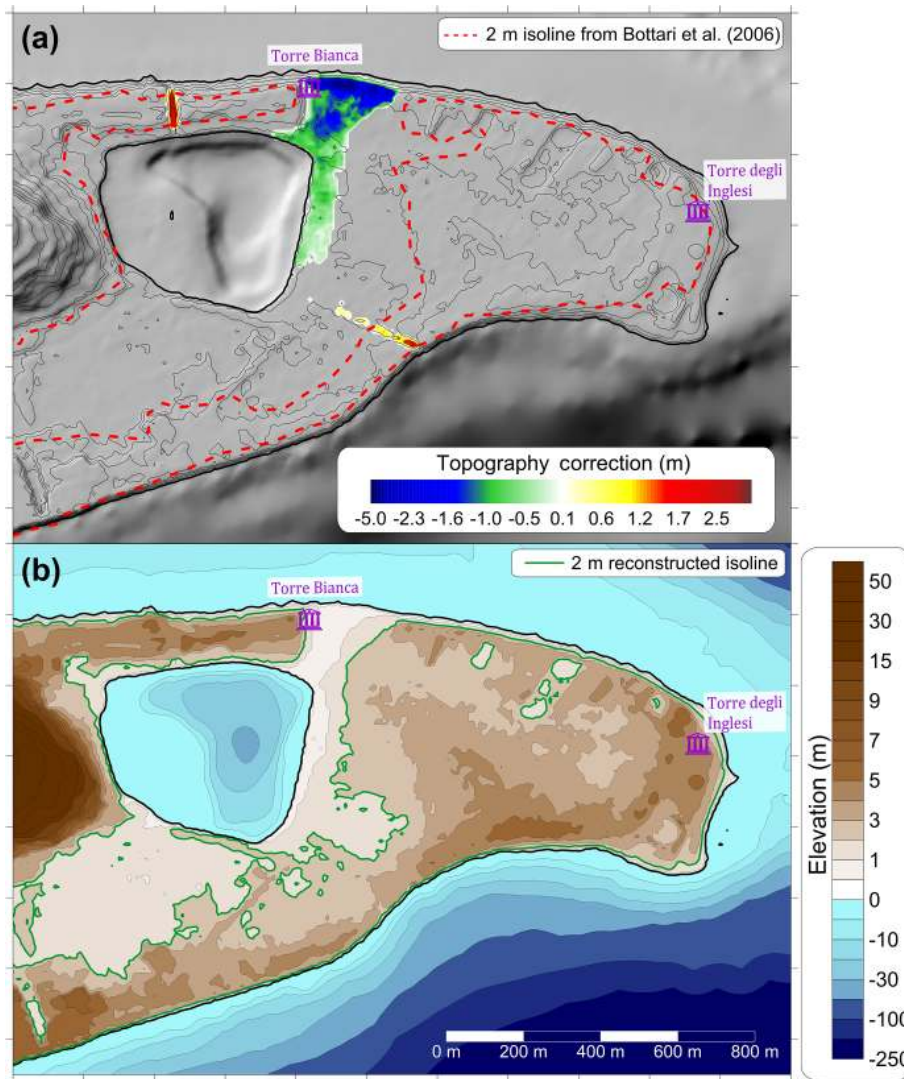 (a)
2 m isoline from Bottari et al. (2006)
Torre Bianca
Torre degli
Inglesi
Topography correction (m)
-5.0 -2.3 -1.6 -1.0 -0.5 0.1 0.6 1.2 1.7 2.5
(b)
2 m reconstructed isoline
Torre Bianca
Torre degli
Inglesi
0 m 200 m 400 m 600 m 800 m
Elevation (m)
50
30
15
9
7
5
3
1
0
-10
-30
-100
-250